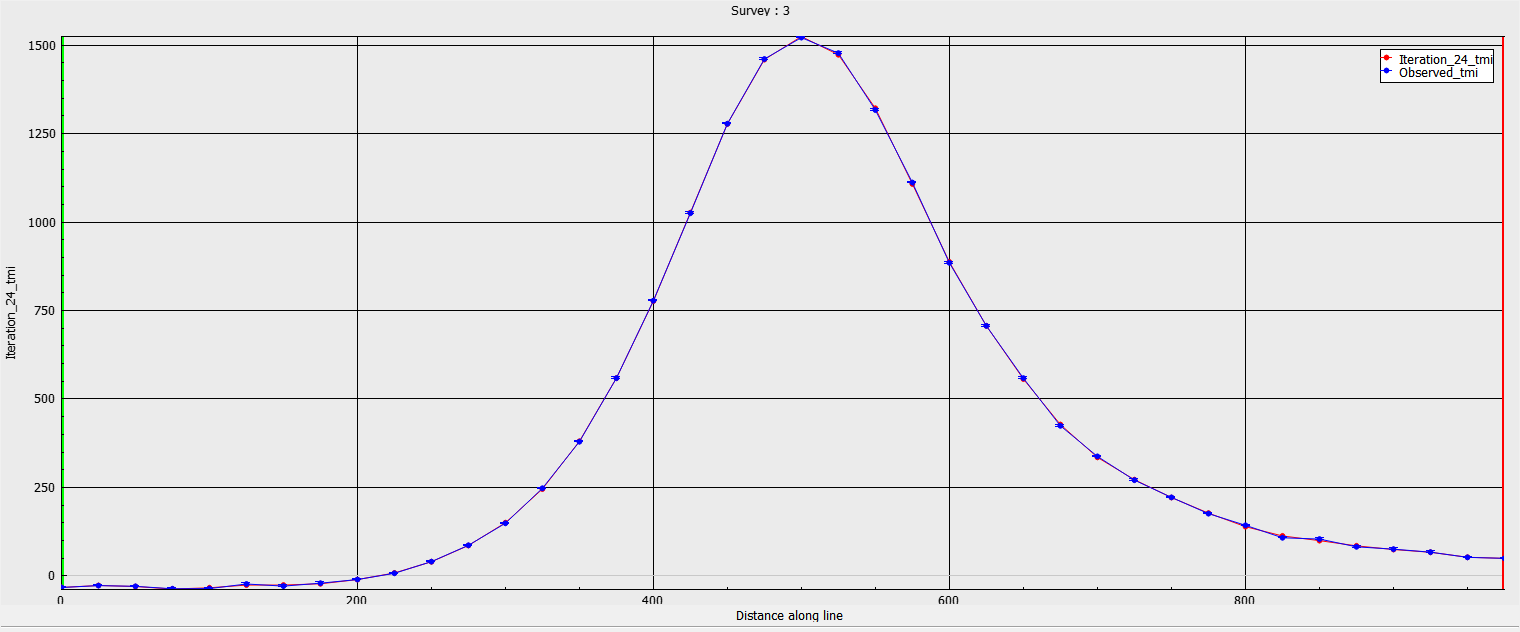 Survey : 3
1500
1250
1000
750
500
250
0
Iteration_24_tmi
Iteration_24_tmi
Observed_tmi
0 200 400 600 800
Distance along line